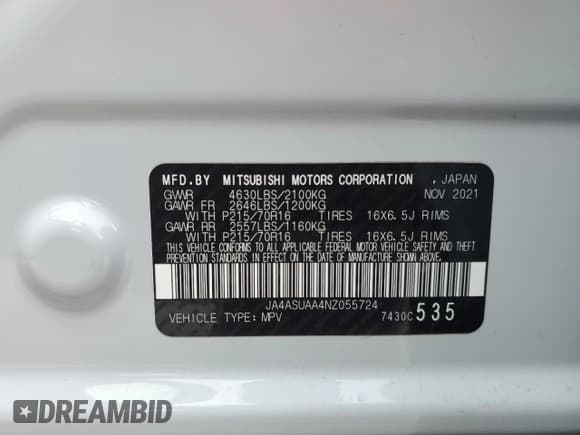 MFD.BY MITSUBISHI MOTORS CORPORATION , JAPAN
GVWR 4630LBS/2100KG NOV 2021
GAWR FR 2646LBS/1200KG
WITH P215/70R16 TIRES 16X6.5J RIMS
GAWR RR 2557LBS/1160KG
WITH P215/70R16 TIRES 16X6.5J RIMS
THIS VEHICLE CONFORMS TO ALL APPLICABLE FEDERAL MOTOR VEHICLE SAFETY AND THEFT
PREVENTION STANDARDS IN EFFECT ON THE DATE OF MANUFACTURE SHOWN ABOVE.
JA4ASUAA4NZ055724
VEHICLE TYPE:MPV 7430C 535
DREAMBID